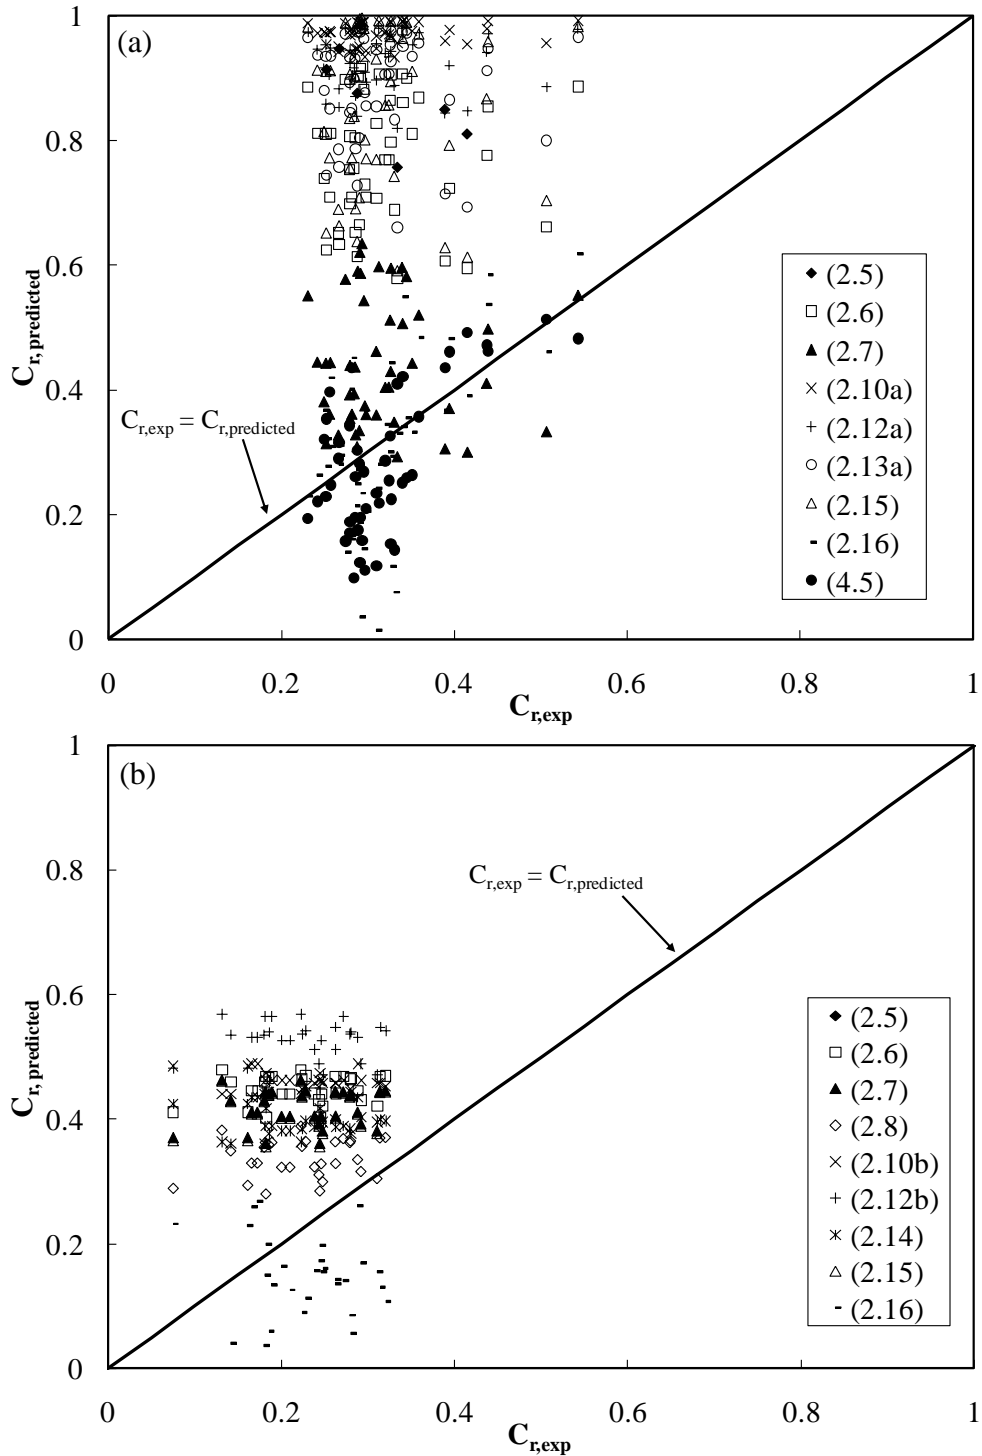 (a)
1
0.8
0.6
0.4
0.2
0
C_r,predicted
C_r,exp = C_r,predicted
(2.5)
(2.6)
(2.7)
(2.10a)
(2.12a)
(2.13a)
(2.15)
(2.16)
(4.5)
0 0.2 0.4 0.6 0.8 1
C_r,exp
(b)
1
0.8
0.6
0.4
0.2
0
C_r, predicted
C_r,exp = C_r,predicted
(2.5)
(2.6)
(2.7)
(2.8)
(2.10b)
(2.12b)
(2.14)
(2.15)
(2.16)
0 0.2 0.4 0.6 0.8 1
C_r,exp